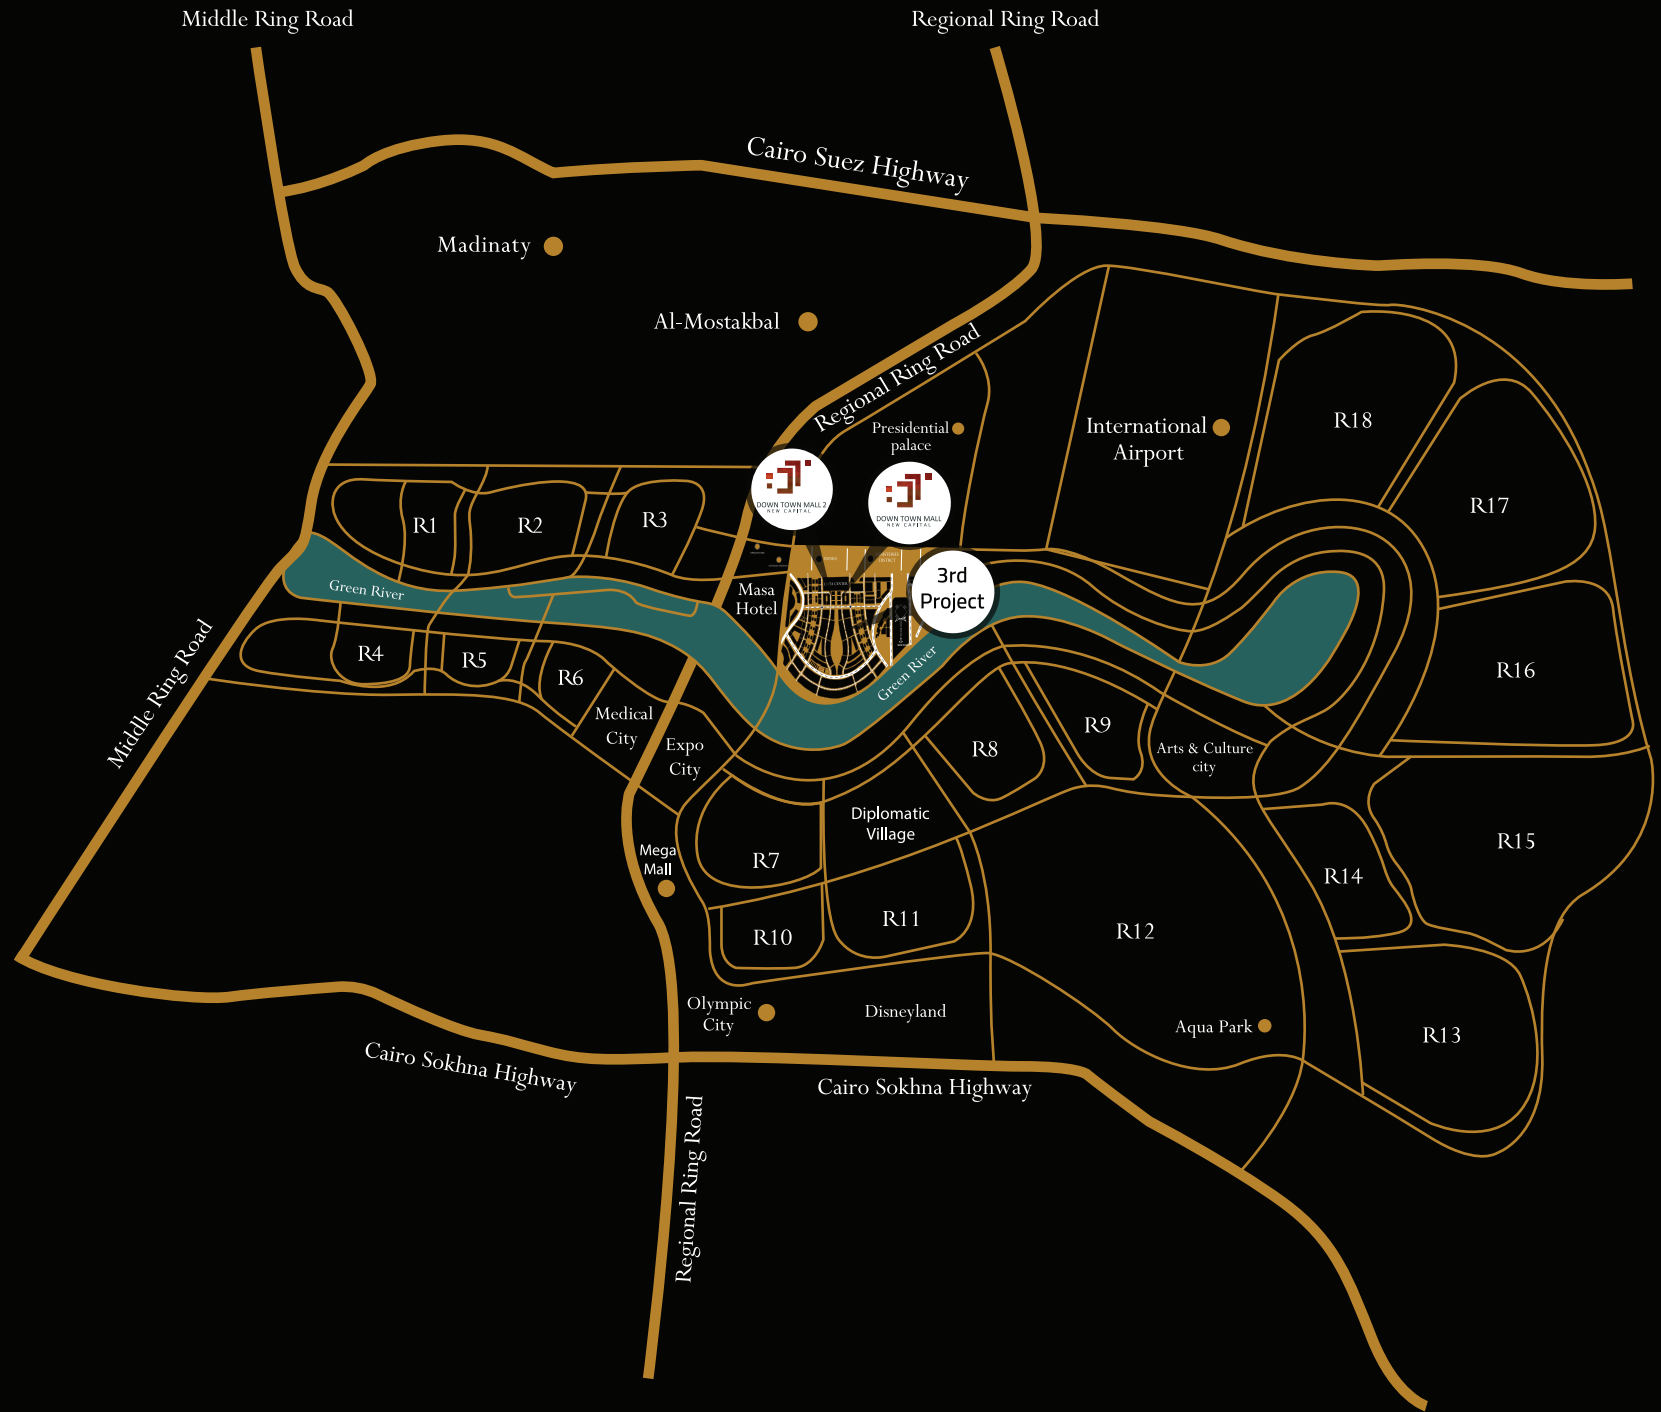 Middle Ring Road
Regional Ring Road
Cairo Suez Highway
Madinaty
Al-Mostakbal
Regional Ring Road
Presidential
palace
International
Airport
R18
R17
DOWN TOWN MALL 2
NEW CAPITAL
DOWN TOWN MALL
NEW CAPITAL
R1
R2
R3
3rd
Project
Green River
Masa
Hotel
R4
R5
R6
Green River
R16
Middle Ring Road
Medical
City
Expo
City
R8
R9
Arts & Culture
city
Diplomatic
Village
R7
Mega
Mall
R15
R14
R10
R11
R12
Olympic
City
Disneyland
Aqua Park
R13
Cairo Sokhna Highway
Cairo Sokhna Highway
Regional Ring Road